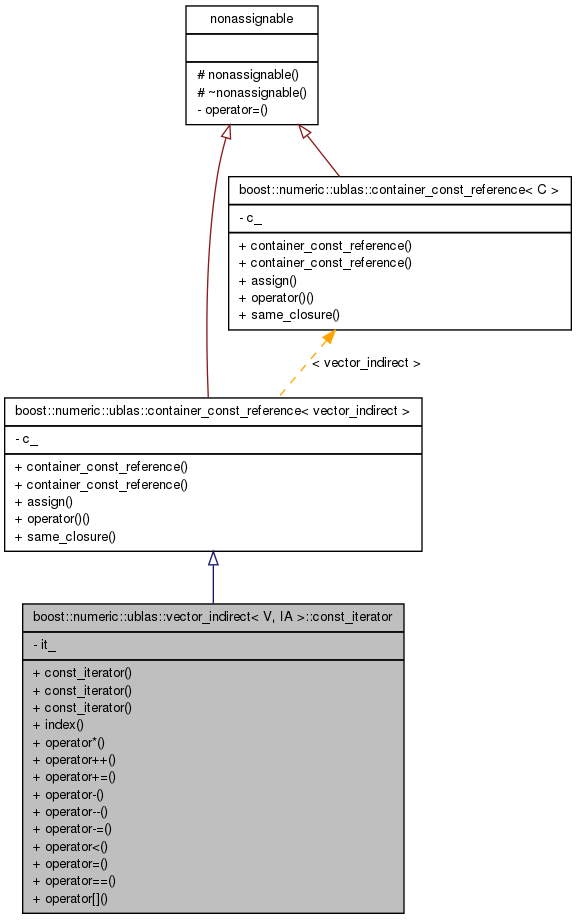 nonassignable
# nonassignable()
# ~nonassignable()
- operator=()
boost::numeric::ublas::container_const_reference< C >
- c_
+ container_const_reference()
+ container_const_reference()
+ assign()
+ operator()()
+ same_closure()
< vector_indirect >
boost::numeric::ublas::container_const_reference< vector_indirect >
- c_
+ container_const_reference()
+ container_const_reference()
+ assign()
+ operator()()
+ same_closure()
boost::numeric::ublas::vector_indirect< V, IA >::const_iterator
- it_
+ const_iterator()
+ const_iterator()
+ const_iterator()
+ index()
+ operator*()
+ operator++()
+ operator+=()
+ operator-()
+ operator--()
+ operator-=()
+ operator<()
+ operator=()
+ operator==()
+ operator[]()